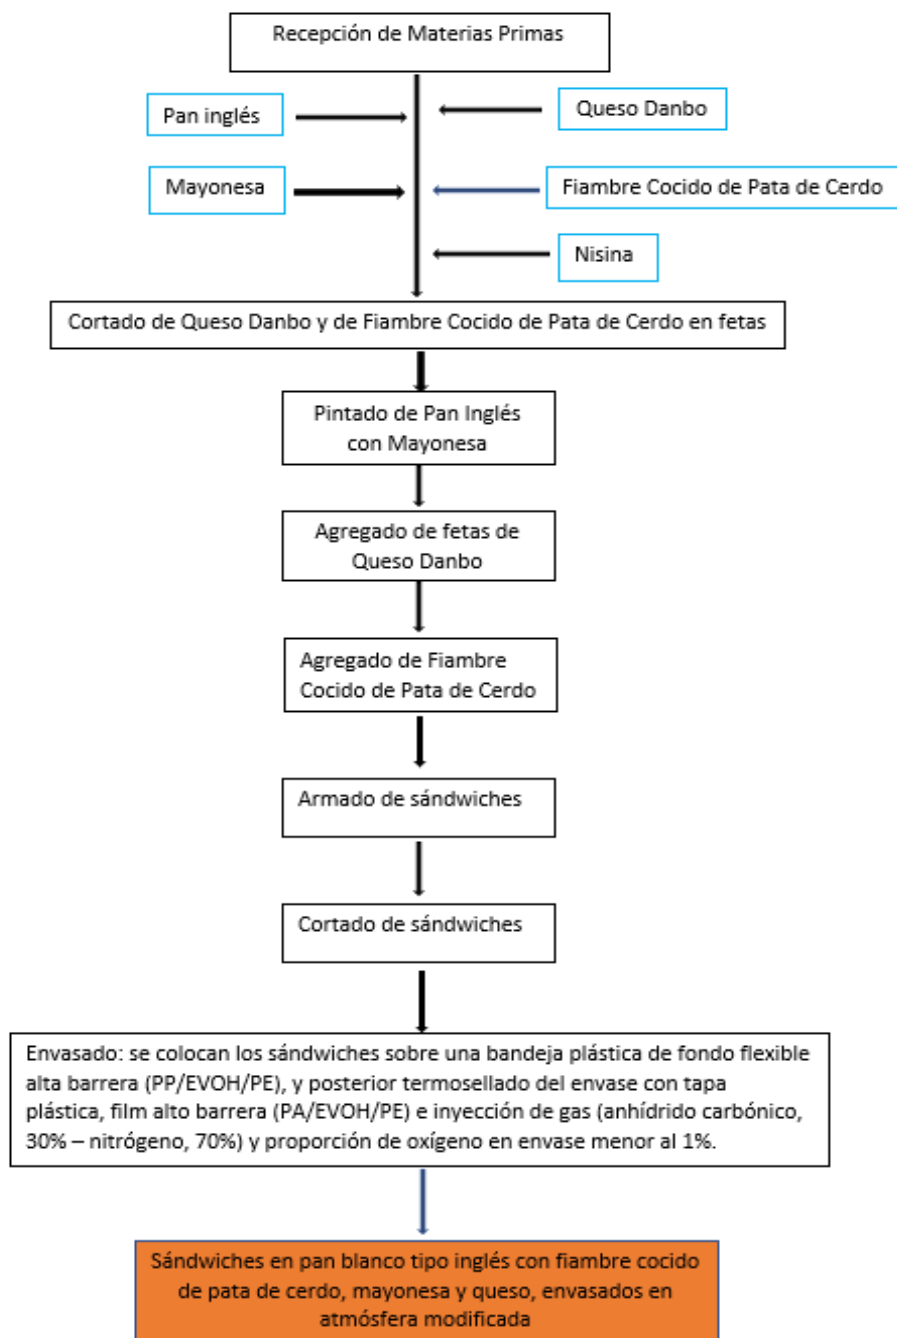 Recepción de Materias Primas
Pan inglés
Queso Danbo
Mayonesa
Fiambre Cocido de Pata de Cerdo
Nisina
Cortado de Queso Danbo y de Fiambre Cocido de Pata de Cerdo en fetas
Pintado de Pan Inglés
con Mayonesa
Agregado de fetas de
Queso Danbo
Agregado de Fiambre
Cocido de Pata de Cerdo
Armado de sándwiches
Cortado de sándwiches
Envasado: se colocan los sándwiches sobre una bandeja plástica de fondo flexible
alta barrera (PP/EVOH/PE), y posterior termosellado del envase con tapa
plástica, film alto barrera (PA/EVOH/PE) e inyección de gas (anhídrido carbónico,
30% – nitrógeno, 70%) y proporción de oxígeno en envase menor al 1%.
Sándwiches en pan blanco tipo inglés con fiambre cocido
de pata de cerdo, mayonesa y queso, envasados en
atmósfera modificada